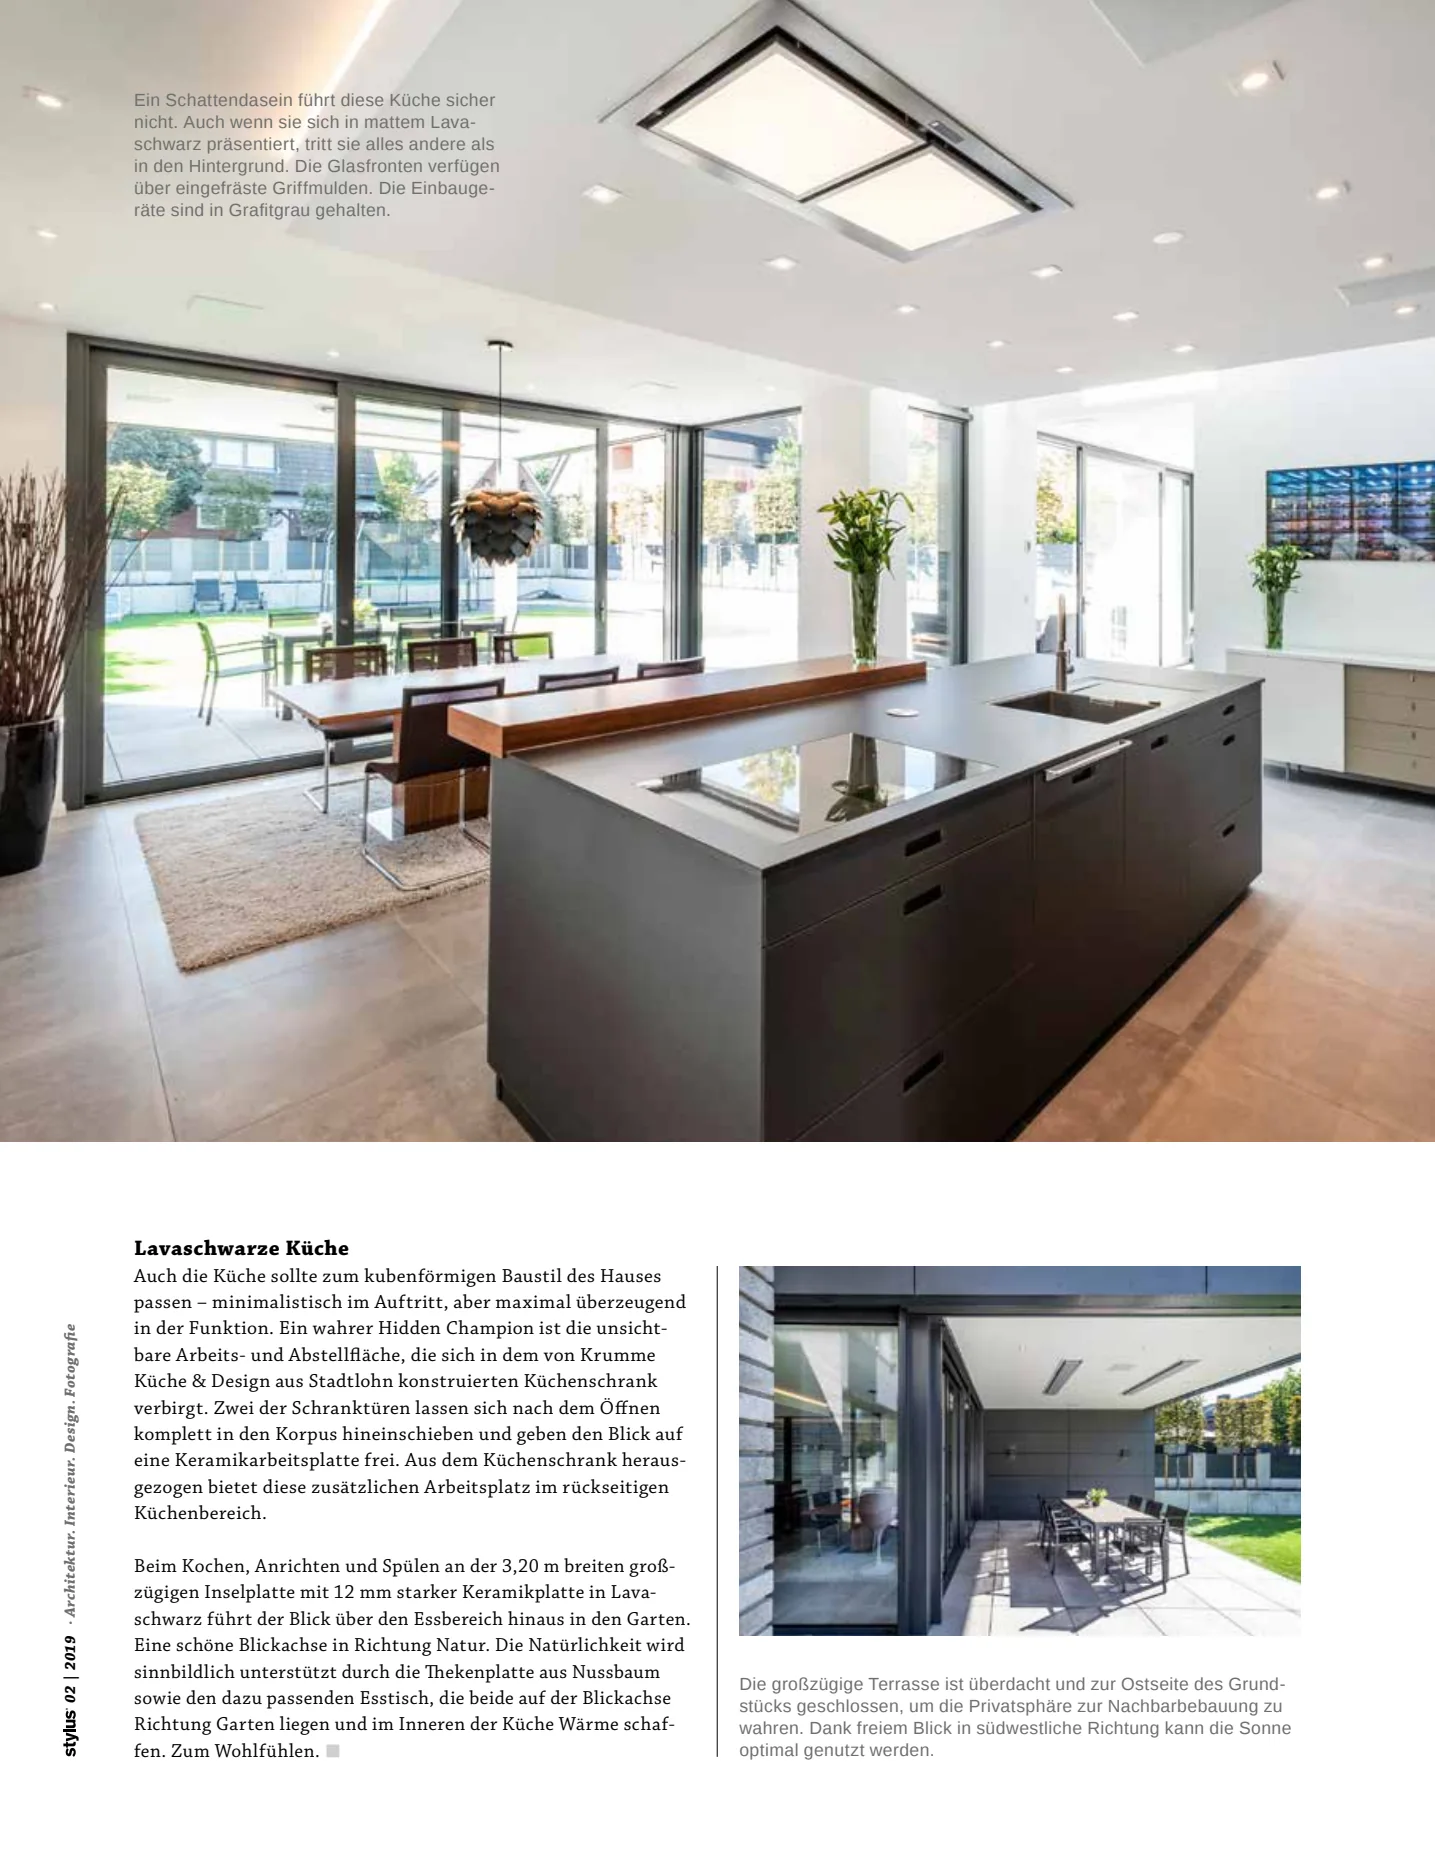 Ein Schattendasein führt diese Küche sicher
nicht. Auch wenn sie sich in mattem Lava-
schwarz präsentiert, tritt sie alles andere als
in den Hintergrund. Die Glasfronten verfügen
über eingefräste Griffmulden. Die Einbauge-
räte sind in Grafitgrau gehalten.
Lavaschwarze Küche
Auch die Küche sollte zum kubenförmigen Baustil des Hauses
passen – minimalistisch im Auftritt, aber maximal überzeugend
in der Funktion. Ein wahrer Hidden Champion ist die unsicht-
bare Arbeits- und Abstellfläche, die sich in dem von Krumme
Küche & Design aus Stadtlohn konstruierten Küchenschrank
verbirgt. Zwei der Schranktüren lassen sich nach dem Öffnen
komplett in den Korpus hineinschieben und geben den Blick auf
eine Keramikarbeitsplatte frei. Aus dem Küchenschrank heraus-
gezogen bietet diese zusätzlichen Arbeitsplatz im rückseitigen
Küchenbereich.
Beim Kochen, Anrichten und Spülen an der 3,20 m breiten groß-
zügigen Inselplatte mit 12 mm starker Keramikplatte in Lava-
schwarz führt der Blick über den Essbereich hinaus in den Garten.
Eine schöne Blickachse in Richtung Natur. Die Natürlichkeit wird
sinnbildlich unterstützt durch die Thekenplatte aus Nussbaum
sowie den dazu passenden Esstisch, die beide auf der Blickachse
Richtung Garten liegen und im Inneren der Küche Wärme schaf-
fen. Zum Wohlfühlen.
Die großzügige Terrasse ist überdacht und zur Ostseite des Grund-
stücks geschlossen, um die Privatsphäre zur Nachbarbebauung zu
wahren. Dank freiem Blick in südwestliche Richtung kann die Sonne
optimal genutzt werden.
stylus 02 | 2019 · Architektur. Interieur. Design. Fotografie